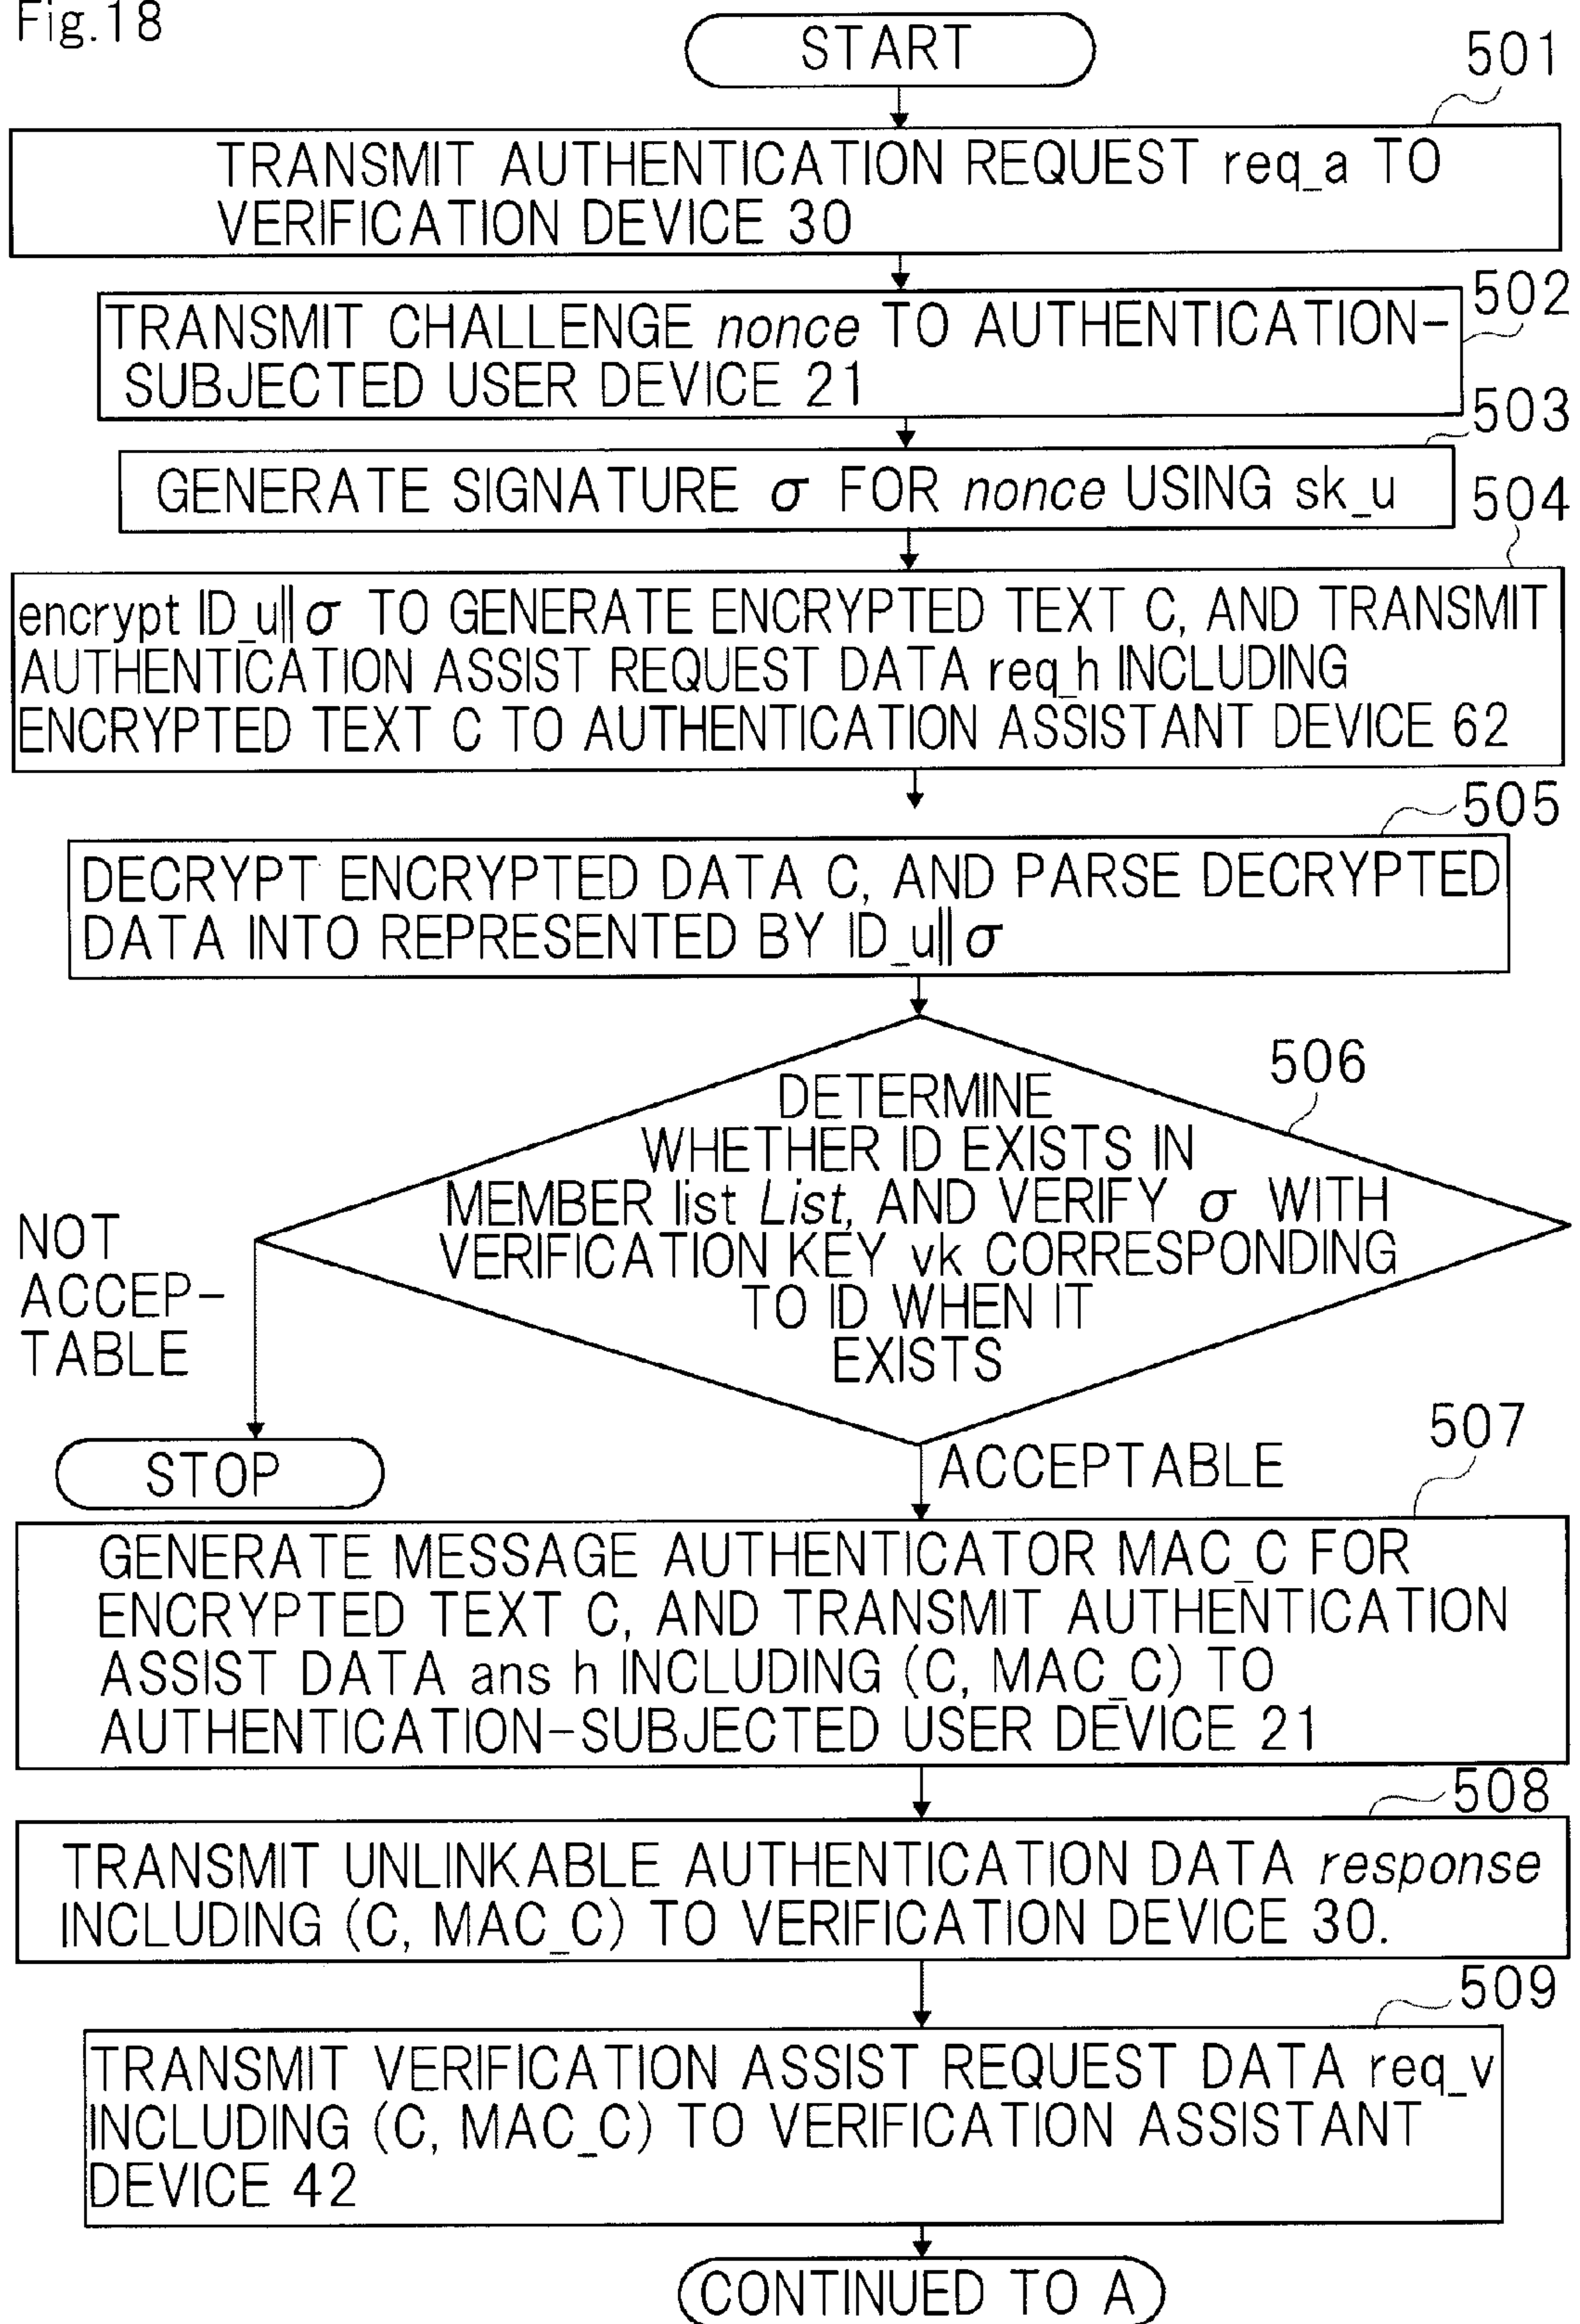 Fig.18
START
501
TRANSMIT AUTHENTICATION REQUEST req_a TO
VERIFICATION DEVICE 30
502
TRANSMIT CHALLENGE nonce TO AUTHENTICATION-
SUBJECTED USER DEVICE 21
503
GENERATE SIGNATURE σ FOR nonce USING sk_u
504
encrypt ID_u||σ TO GENERATE ENCRYPTED TEXT C, AND TRANSMIT
AUTHENTICATION ASSIST REQUEST DATA req_h INCLUDING
ENCRYPTED TEXT C TO AUTHENTICATION ASSISTANT DEVICE 62
505
DECRYPT ENCRYPTED DATA C, AND PARSE DECRYPTED
DATA INTO REPRESENTED BY ID_u||σ
506
DETERMINE
WHETHER ID EXISTS IN
MEMBER list List, AND VERIFY σ WITH
VERIFICATION KEY vk CORRESPONDING
TO ID WHEN IT
EXISTS
NOT
ACCEP-
TABLE
STOP
ACCEPTABLE
507
GENERATE MESSAGE AUTHENTICATOR MAC_C FOR
ENCRYPTED TEXT C, AND TRANSMIT AUTHENTICATION
ASSIST DATA ans h INCLUDING (C, MAC_C) TO
AUTHENTICATION-SUBJECTED USER DEVICE 21
508
TRANSMIT UNLINKABLE AUTHENTICATION DATA response
INCLUDING (C, MAC_C) TO VERIFICATION DEVICE 30.
509
TRANSMIT VERIFICATION ASSIST REQUEST DATA req_v
INCLUDING (C, MAC_C) TO VERIFICATION ASSISTANT
DEVICE 42
CONTINUED TO A